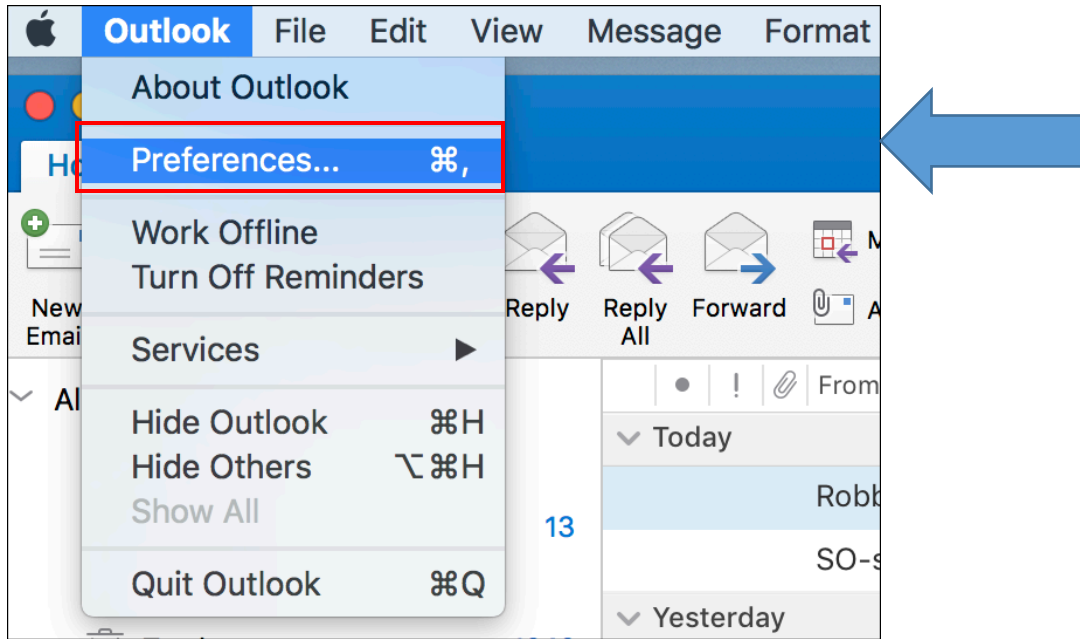 Outlook File Edit View Message Format
About Outlook
Preferences... ⌘,
Work Offline
Turn Off Reminders
Services
Hide Outlook ⌘H
Hide Others ⌥⌘H
Show All
Quit Outlook ⌘Q
New
Reply
Reply
All
Forward
From
Today
13
Yesterday